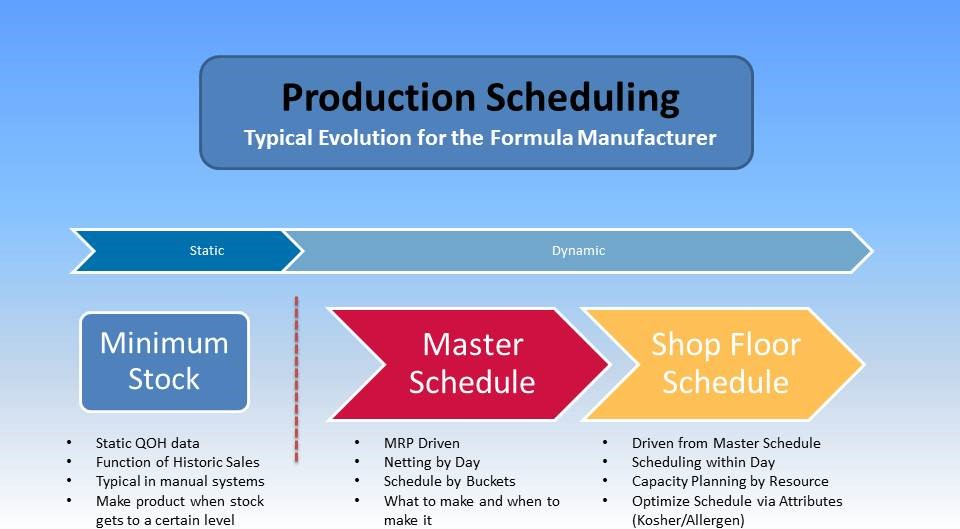 Production Scheduling
Typical Evolution for the Formula Manufacturer
Static
Dynamic
Minimum
Stock
• Static QOH data
• Function of Historic Sales
• Typical in manual systems
• Make product when stock
gets to a certain level
Master
Schedule
• MRP Driven
• Netting by Day
• Schedule by Buckets
• What to make and when to
make it
Shop Floor
Schedule
• Driven from Master Schedule
• Scheduling within Day
• Capacity Planning by Resource
• Optimize Schedule via Attributes
(Kosher/Allergen)